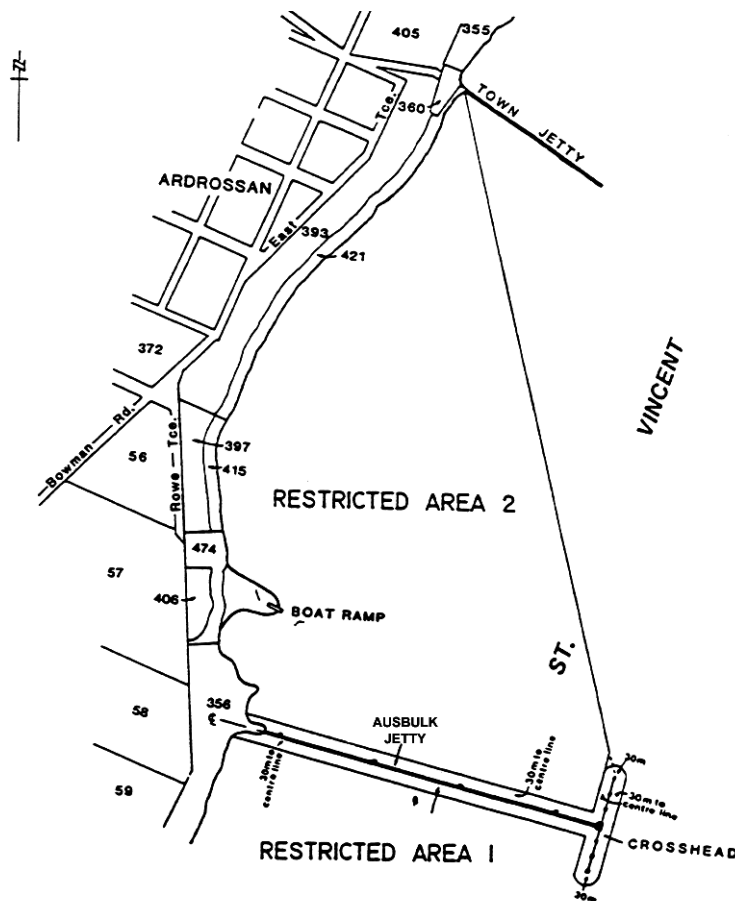 405
355
N
360
Tce.
TOWN JETTY
ARDROSSAN
East
393
421
372
VINCENT
Bowman Rd.
56
Rowe Tce.
397
415
RESTRICTED AREA 2
474
57
406
BOAT RAMP
ST.
356
AUSBULK
JETTY
58
30m to
centre line
30m to
centre line
30m
30m to
centre line
59
CROSSHEAD
RESTRICTED AREA 1
30m